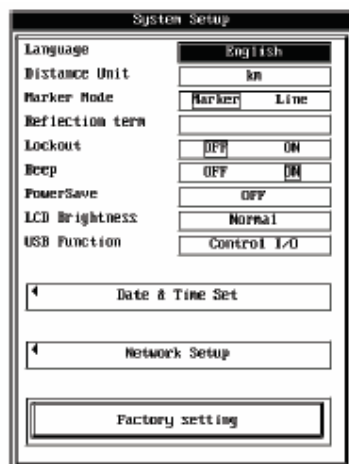 System Setup
Language English
Distance Unit km
Marker Mode Marker Line
Reflection term
Lockout OFF ON
Beep OFF ON
PowerSave OFF
LCD Brightness Normal
USB Function Control I/O
Date & Time Set
Network Setup
Factory setting